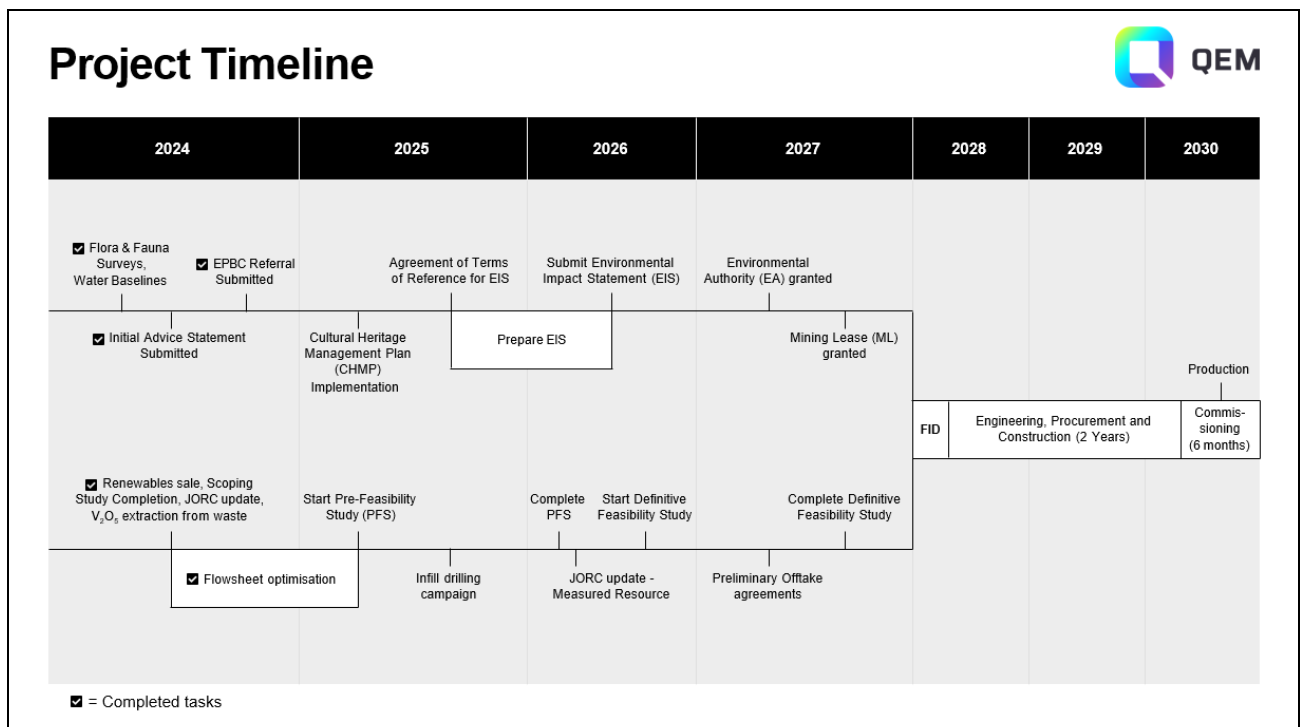 Project Timeline
QEM
2024
2025
2026
2027
2028
2029
2030
Flora & Fauna
Surveys,
Water Baselines
EPBC Referral
Submitted
Agreement of Terms
of Reference for EIS
Submit Environmental
Impact Statement (EIS)
Environmental
Authority (EA) granted
Initial Advice Statement
Submitted
Cultural Heritage
Management Plan
(CHMP)
Implementation
Prepare EIS
Mining Lease (ML)
granted
Production
FID
Engineering, Procurement and
Construction (2 Years)
Commis-
sioning
(6 months)
Renewables sale, Scoping
Study Completion, JORC update,
V₂O₅ extraction from waste
Start Pre-Feasibility
Study (PFS)
Complete
PFS
Start Definitive
Feasibility Study
Complete Definitive
Feasibility Study
Flowsheet optimisation
Infill drilling
campaign
JORC update -
Measured Resource
Preliminary Offtake
agreements
= Completed tasks